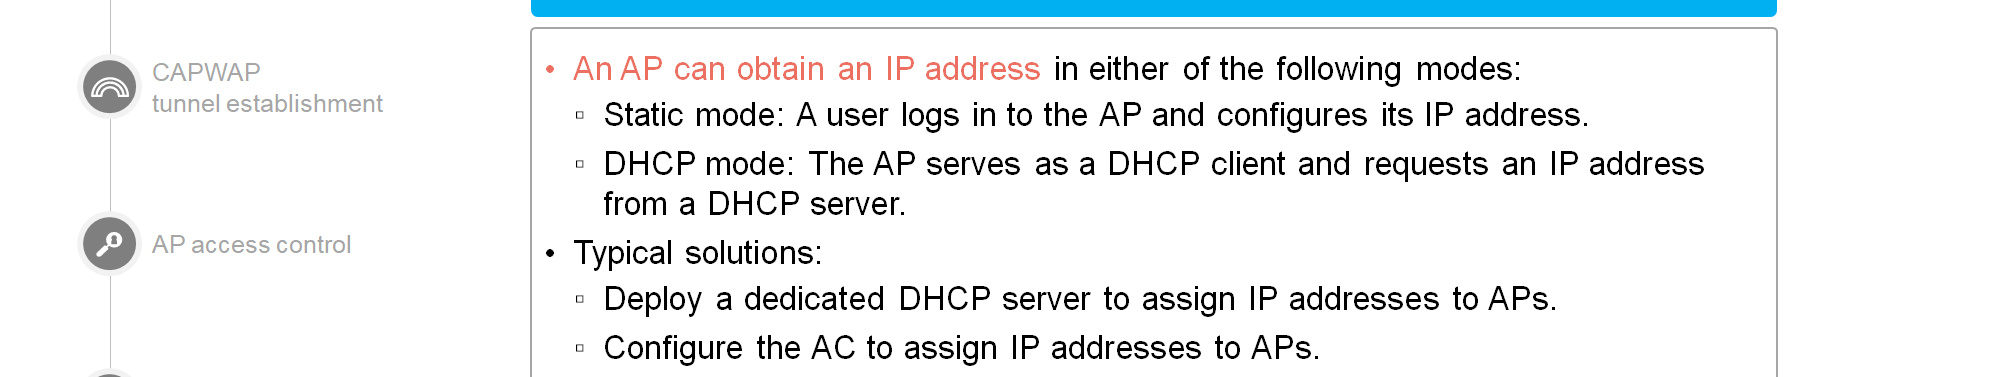 CAPWAP
tunnel establishment
AP access control
• An AP can obtain an IP address in either of the following modes:
▫ Static mode: A user logs in to the AP and configures its IP address.
▫ DHCP mode: The AP serves as a DHCP client and requests an IP address
from a DHCP server.
• Typical solutions:
▫ Deploy a dedicated DHCP server to assign IP addresses to APs.
▫ Configure the AC to assign IP addresses to APs.